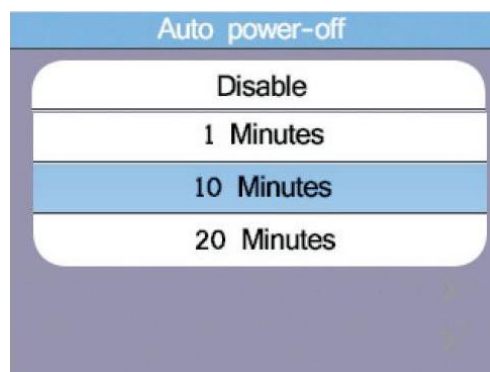 Auto power-off
Disable
1 Minutes
10 Minutes
20 Minutes